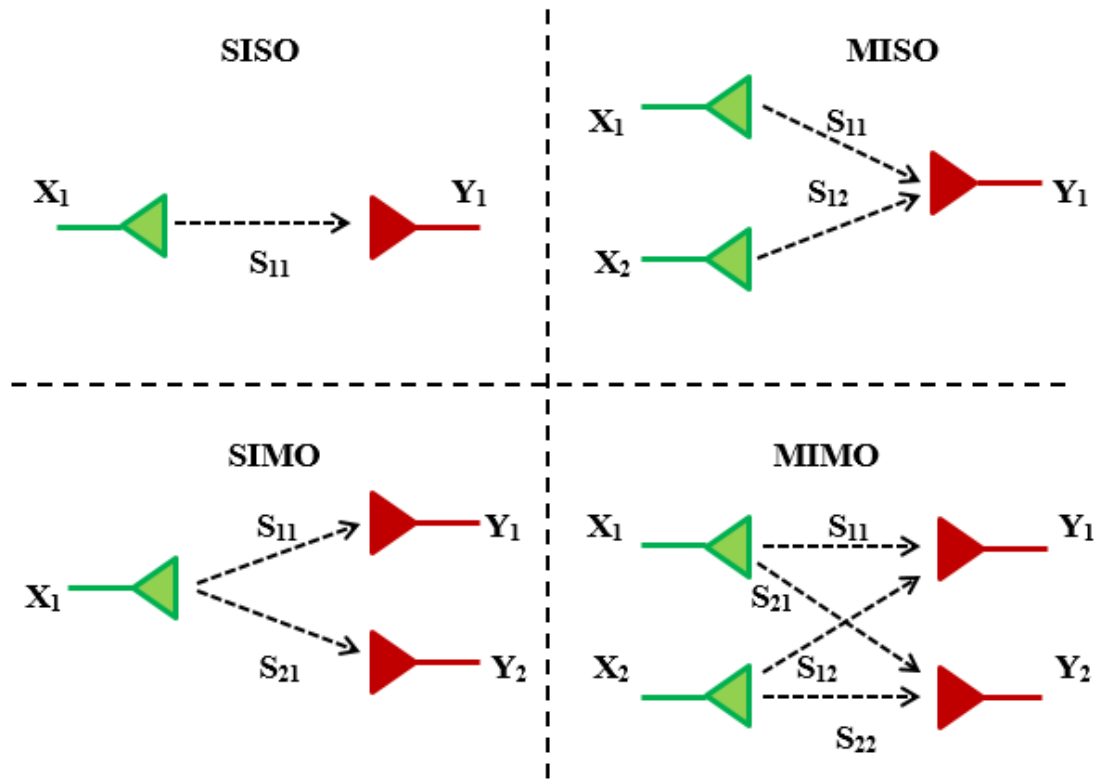 SISO
X₁
Y₁
S₁₁
MISO
X₁
S₁₁
Y₁
S₁₂
X₂
SIMO
S₁₁
Y₁
X₁
S₂₁
Y₂
MIMO
X₁
S₁₁
Y₁
S₂₁
X₂
S₁₂
Y₂
S₂₂